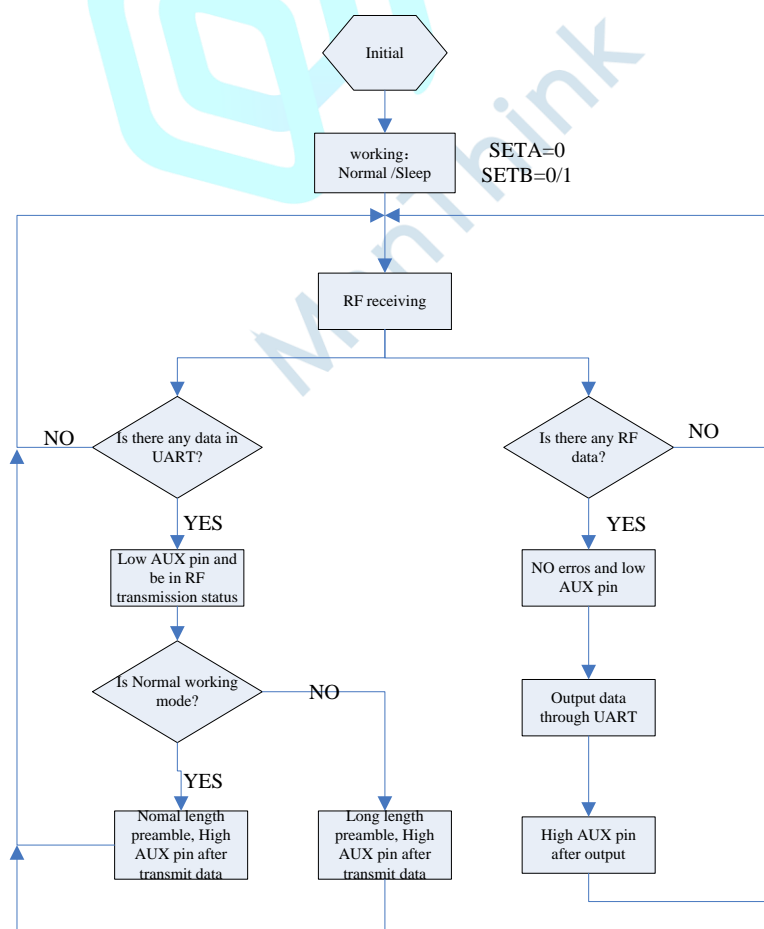 Initial
working：
Normal /Sleep
SETA=0
SETB=0/1
RF receiving
Is there any data in
UART?
NO
YES
Low AUX pin and
be in RF
transmission status
Is Normal working
mode?
NO
YES
Nomal length
preamble, High
AUX pin after
transmit data
Long length
preamble, High
AUX pin after
transmit data
Is there any RF
data?
NO
YES
NO erros and low
AUX pin
Output data
through UART
High AUX pin
after output
MenThink